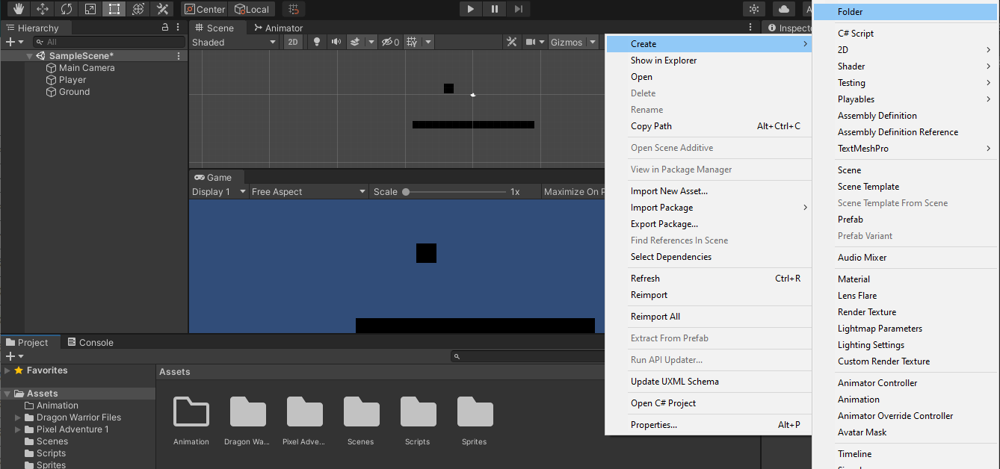 Center
Local
A
Hierarchy
All
SampleScene*
Main Camera
Player
Ground
Scene
Animator
Shaded
2D
0
Gizmos
Inspecto
Game
Display 1
Free Aspect
Scale
1x
Maximize On P
Create
Show in Explorer
Open
Delete
Rename
Copy Path Alt+Ctrl+C
Open Scene Additive
View in Package Manager
Import New Asset...
Import Package
Export Package...
Find References In Scene
Select Dependencies
Refresh Ctrl+R
Reimport
Reimport All
Extract From Prefab
Run API Updater...
Update UXML Schema
Open C# Project
Properties... Alt+P
Folder
C# Script
2D
Shader
Testing
Playables
Assembly Definition
Assembly Definition Reference
TextMeshPro
Scene
Scene Template
Scene Template From Scene
Prefab
Prefab Variant
Audio Mixer
Material
Lens Flare
Render Texture
Lightmap Parameters
Lighting Settings
Custom Render Texture
Animator Controller
Animation
Animator Override Controller
Avatar Mask
Timeline
Project
Console
Favorites
Assets
Animation
Dragon Warrior Files
Pixel Adventure 1
Scenes
Scripts
Sprites
Assets
Animation
Dragon Wa...
Pixel Adve...
Scenes
Scripts
Sprites